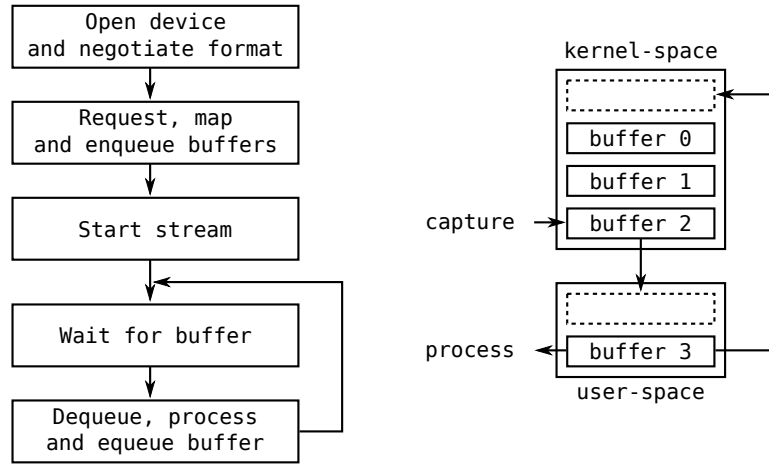 Open device
and negotiate format
Request, map
and enqueue buffers
Start stream
Wait for buffer
Dequeue, process
and equeue buffer
kernel-space
buffer 0
buffer 1
capture
buffer 2
process
buffer 3
user-space